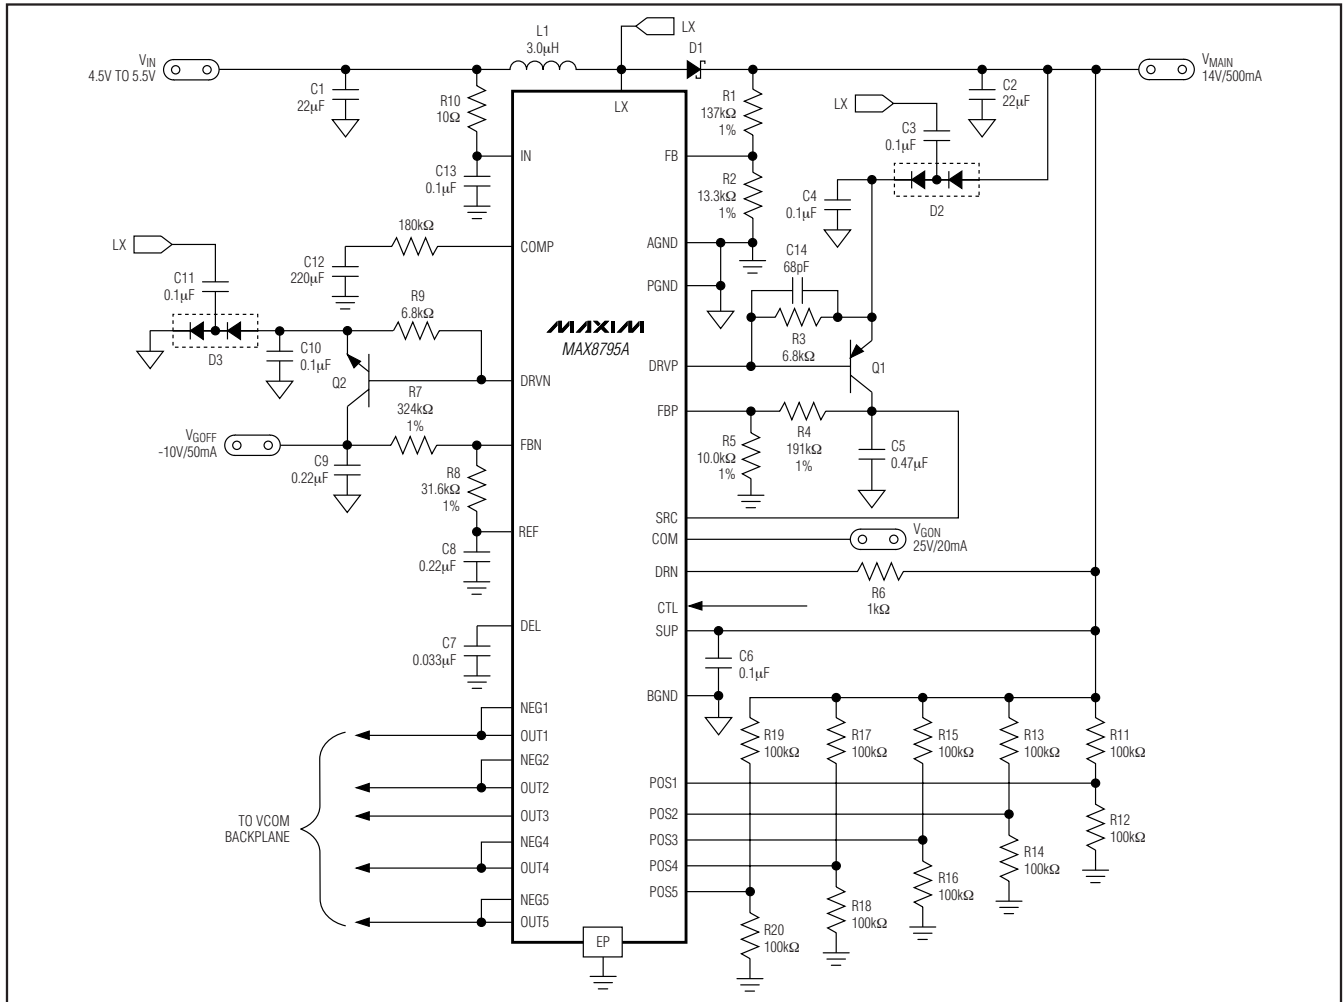 VIN
4.5V TO 5.5V
C1
22µF
R10
10Ω
L1
3.0µH
LX
D1
VMAIN
14V/500mA
C2
22µF
LX
C3
0.1µF
D2
C4
0.1µF
R1
137kΩ
1%
R2
13.3kΩ
1%
C13
0.1µF
180kΩ
C12
220µF
LX
C11
0.1µF
D3
C10
0.1µF
R9
6.8kΩ
Q2
R7
324kΩ
1%
VGOFF
-10V/50mA
C9
0.22µF
R8
31.6kΩ
1%
C8
0.22µF
C7
0.033µF
LX
IN
COMP
DRVN
FBN
REF
DEL
NEG1
OUT1
NEG2
OUT2
OUT3
NEG4
OUT4
NEG5
OUT5
TO VCOM
BACKPLANE
MAXIM
MAX8795A
EP
FB
AGND
PGND
DRVP
FBP
SRC
COM
DRN
CTL
SUP
BGND
POS1
POS2
POS3
POS4
POS5
C14
68pF
R3
6.8kΩ
Q1
R4
191kΩ
1%
R5
10.0kΩ
1%
C5
0.47µF
VGON
25V/20mA
R6
1kΩ
C6
0.1µF
R19
100kΩ
R17
100kΩ
R15
100kΩ
R13
100kΩ
R11
100kΩ
R12
100kΩ
R14
100kΩ
R16
100kΩ
R18
100kΩ
R20
100kΩ